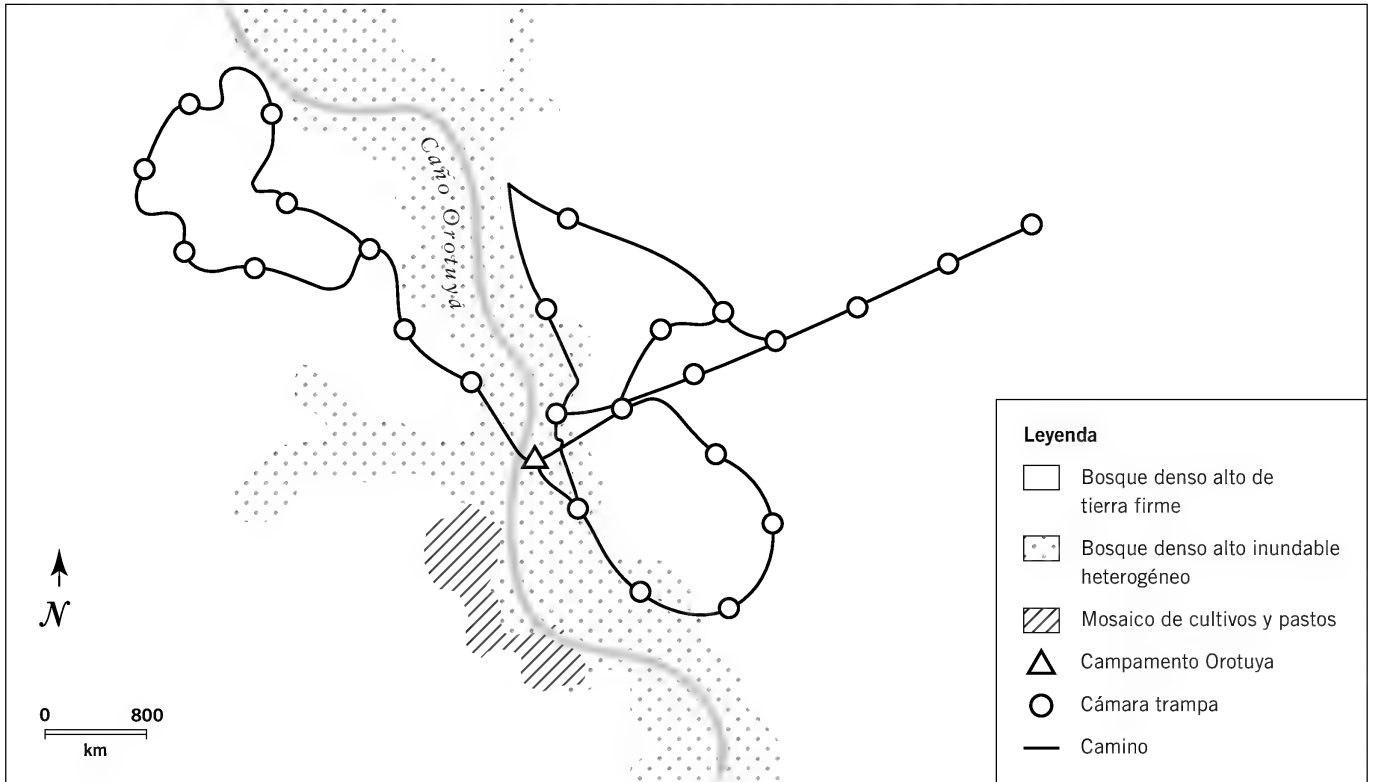 Caño Orotuyá
N
0 800
km
Leyenda
Bosque denso alto de
tierra firme
Bosque denso alto inundable
heterogéneo
Mosaico de cultivos y pastos
Campamento Orotuya
Cámara trampa
Camino